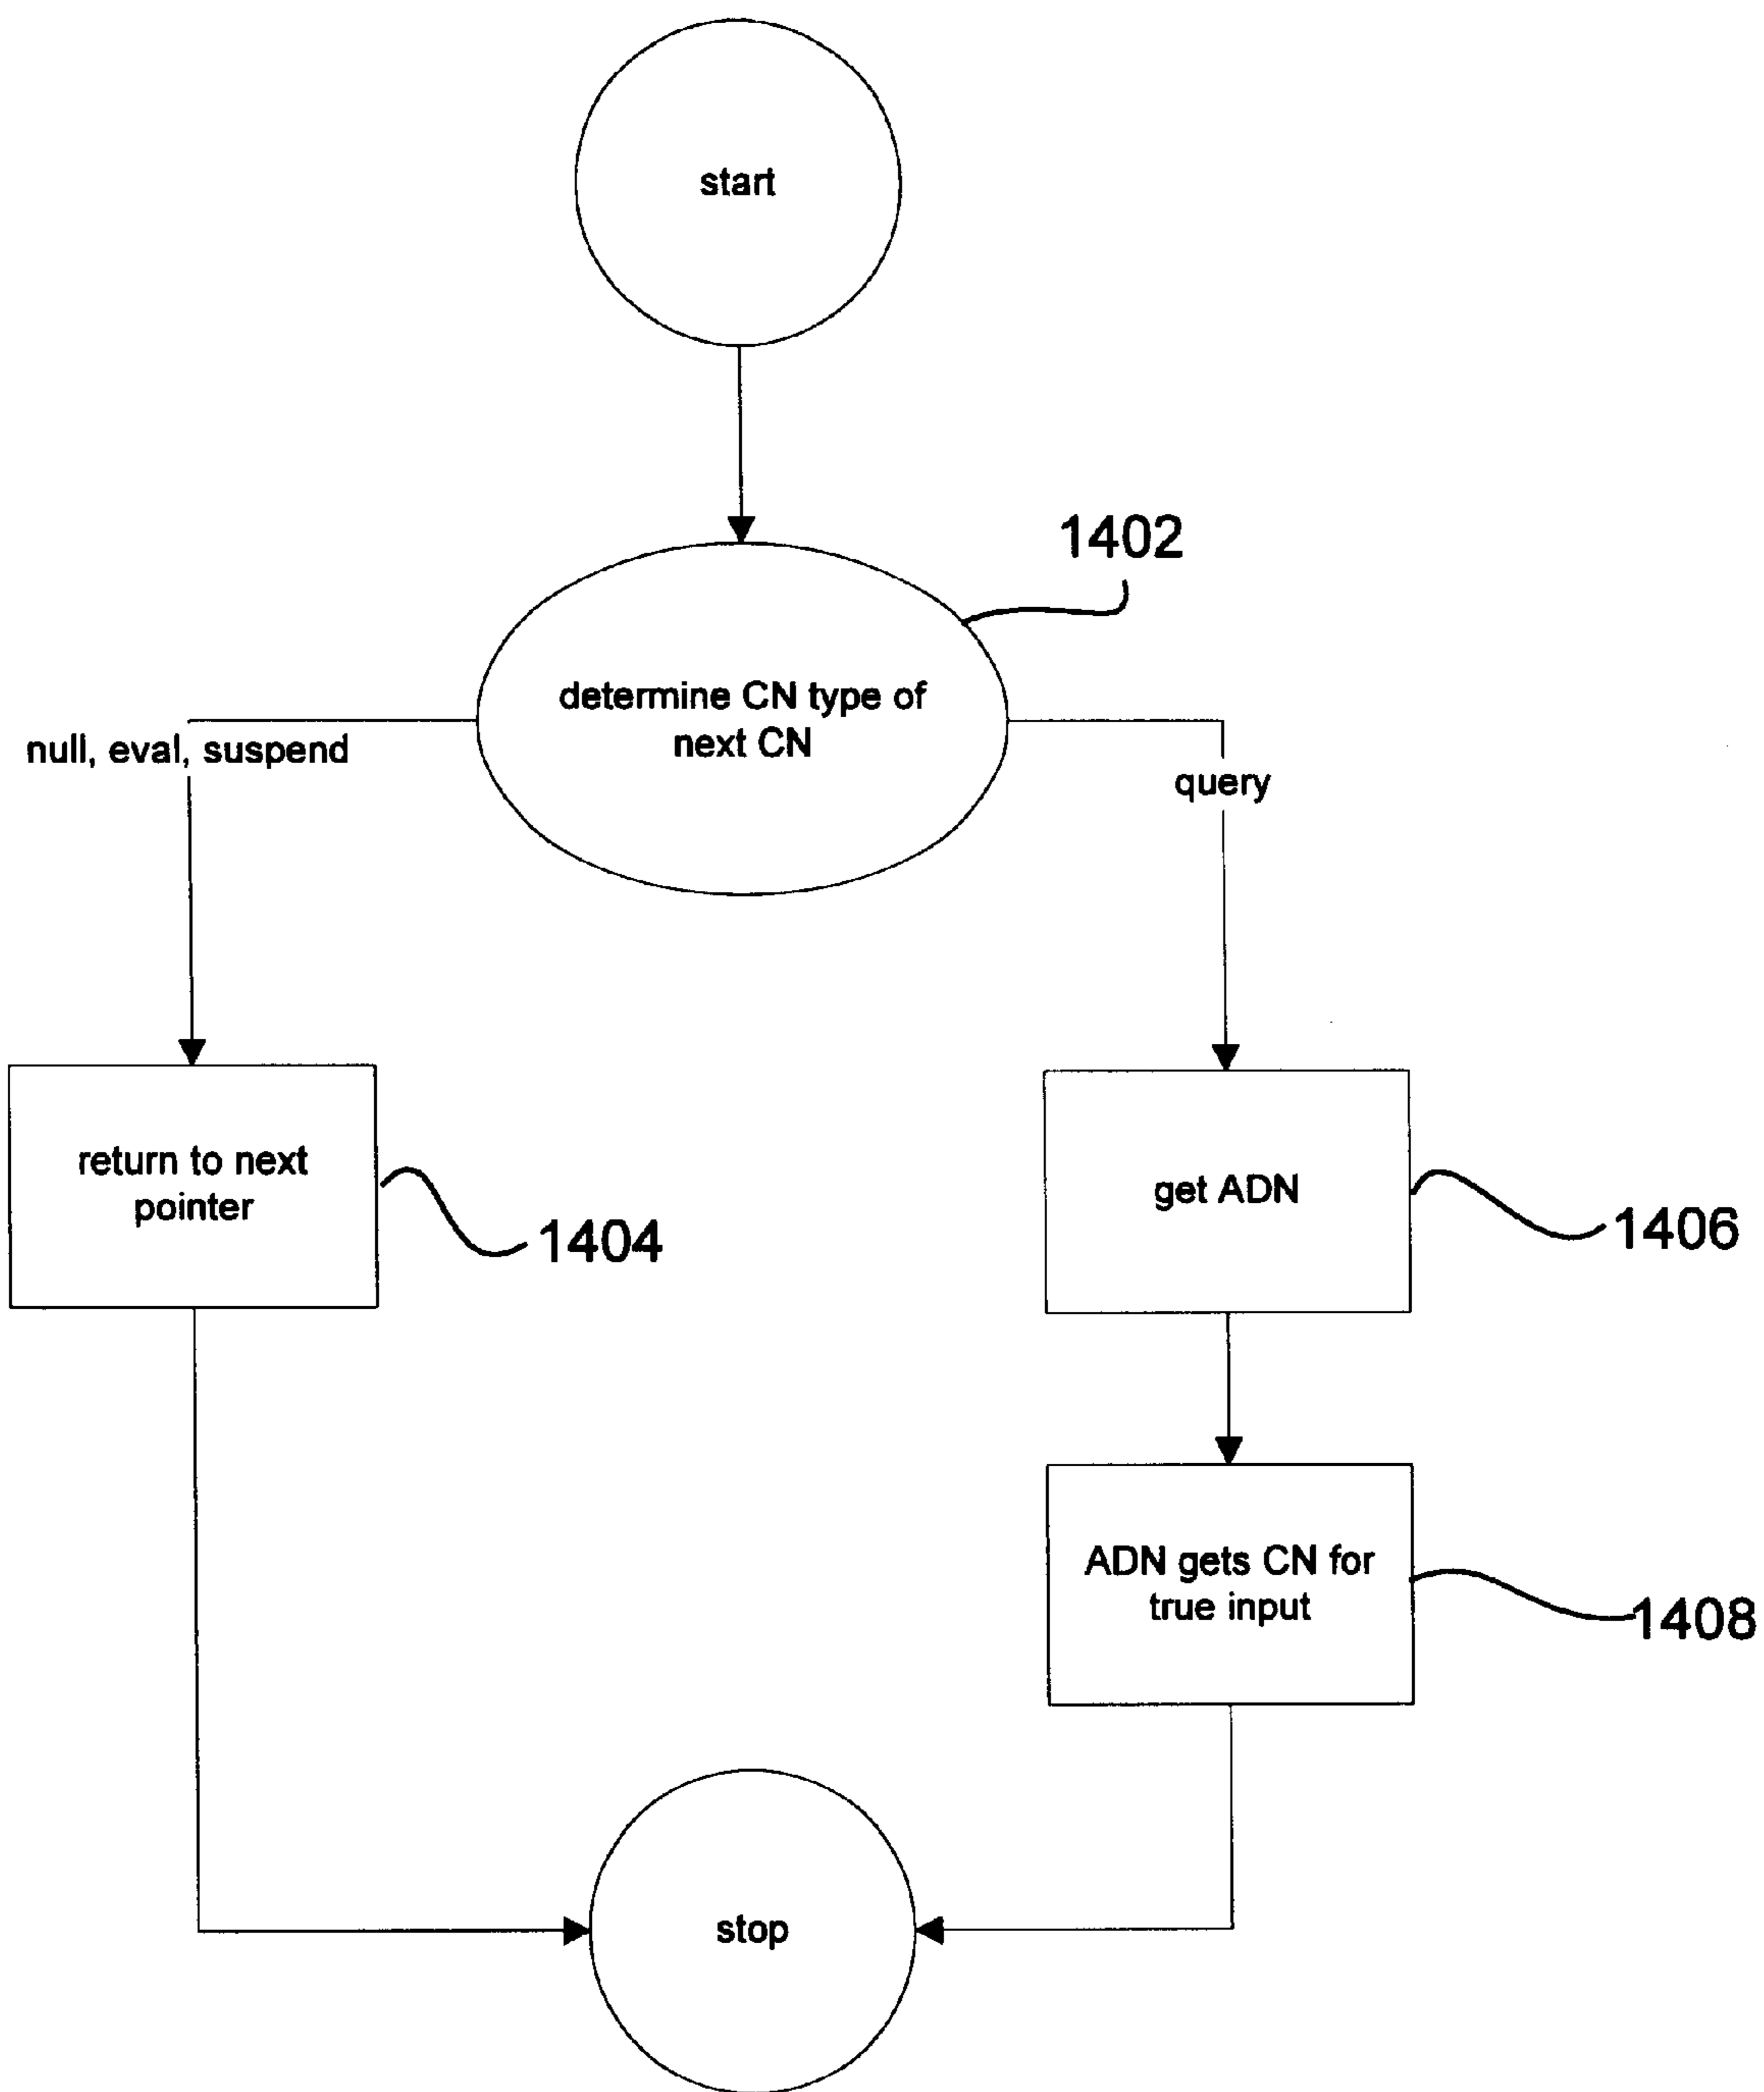 start
1402
determine CN type of
next CN
null, eval, suspend
query
return to next
pointer
1404
get ADN
1406
ADN gets CN for
true input
1408
stop